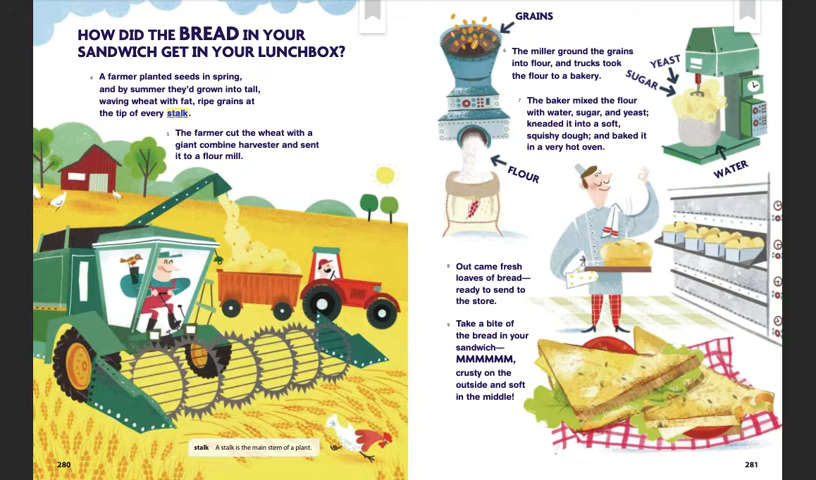 HOW DID THE BREAD IN YOUR
SANDWICH GET IN YOUR LUNCHBOX?
4 A farmer planted seeds in spring,
and by summer they'd grown into tall,
waving wheat with fat, ripe grains at
the tip of every stalk.
5 The farmer cut the wheat with a
giant combine harvester and sent
it to a flour mill.
stalk A stalk is the main stem of a plant.
280
GRAINS
6 The miller ground the grains
into flour, and trucks took
the flour to a bakery.
YEAST
SUGAR
7 The baker mixed the flour
with water, sugar, and yeast;
kneaded it into a soft,
squishy dough; and baked it
in a very hot oven.
WATER
FLOUR
8 Out came fresh
loaves of bread—
ready to send to
the store.
9 Take a bite of
the bread in your
sandwich—
MMMMMM,
crusty on the
outside and soft
in the middle!
281